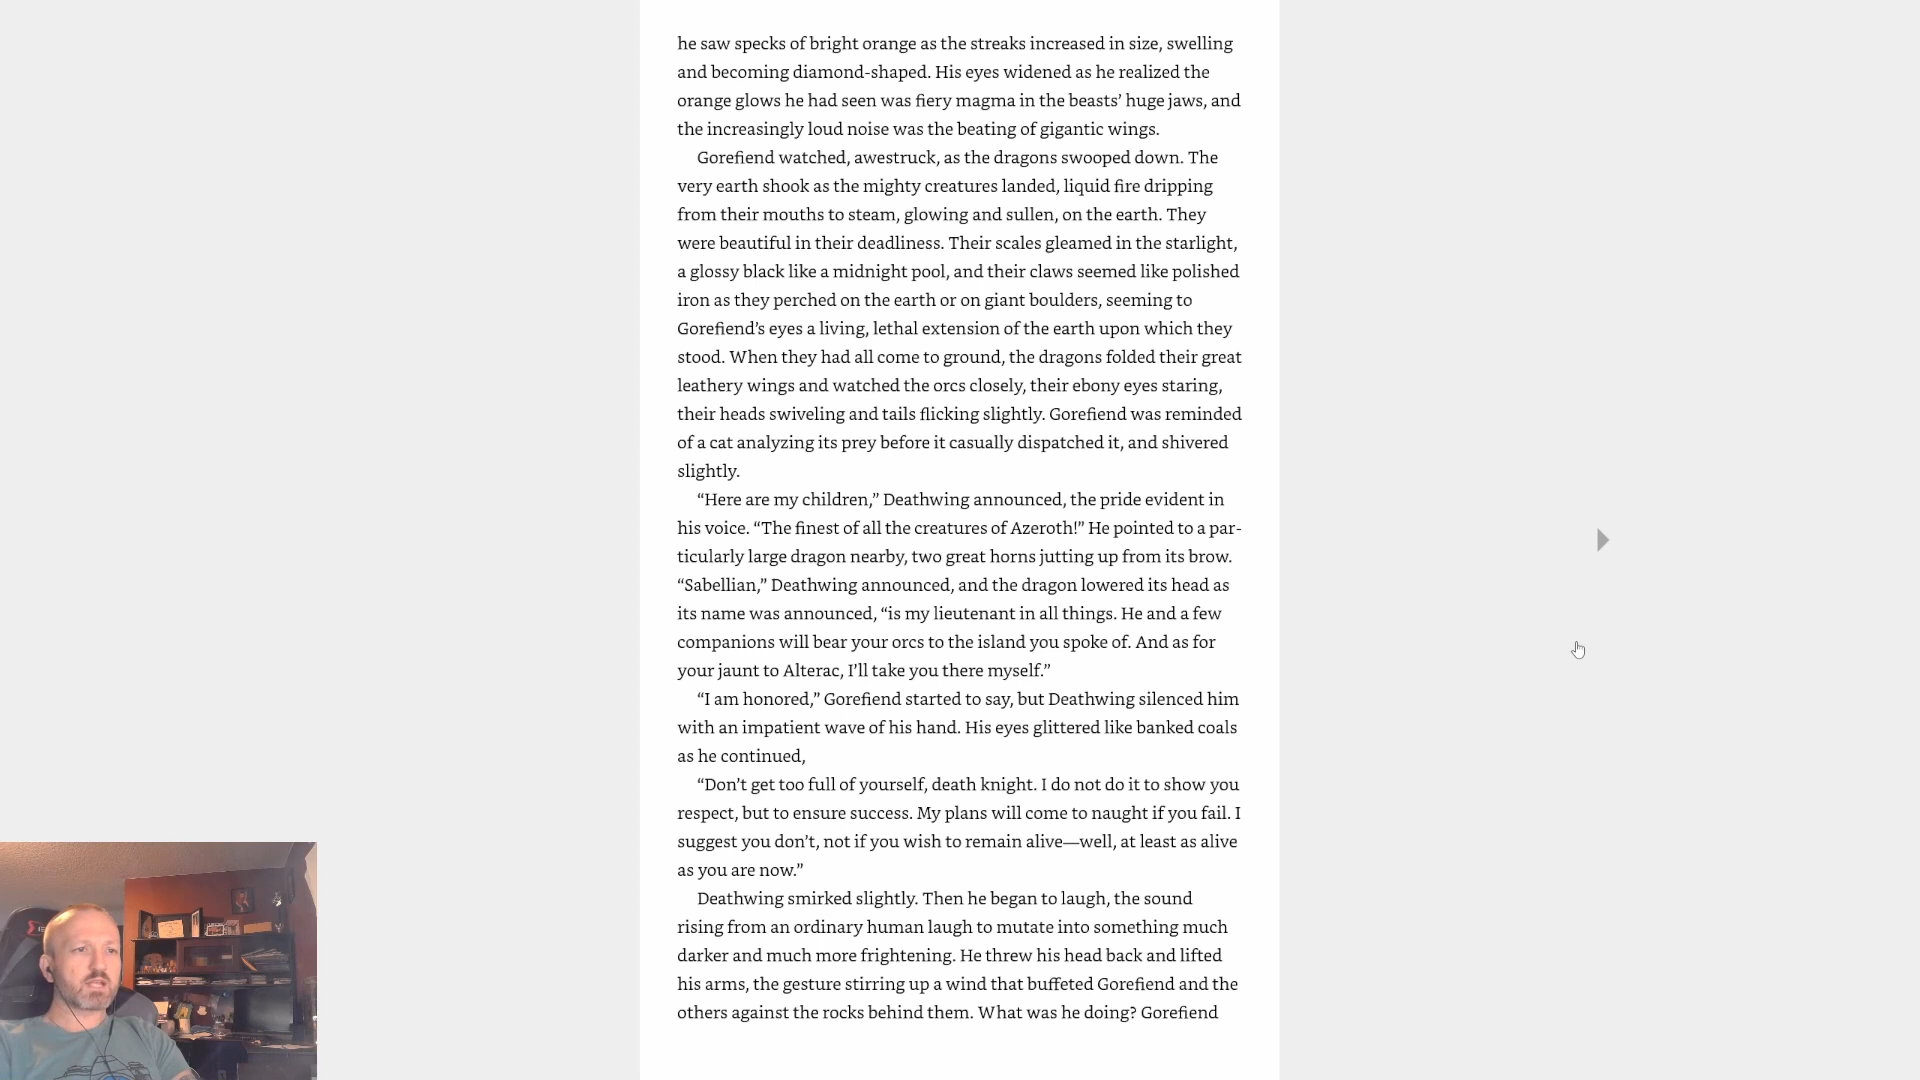 he saw specks of bright orange as the streaks increased in size, swelling
and becoming diamond-shaped. His eyes widened as he realized the
orange glows he had seen was fiery magma in the beasts’ huge jaws, and
the increasingly loud noise was the beating of gigantic wings.
Gorefiend watched, awestruck, as the dragons swooped down. The
very earth shook as the mighty creatures landed, liquid fire dripping
from their mouths to steam, glowing and sullen, on the earth. They
were beautiful in their deadliness. Their scales gleamed in the starlight,
a glossy black like a midnight pool, and their claws seemed like polished
iron as they perched on the earth or on giant boulders, seeming to
Gorefiend’s eyes a living, lethal extension of the earth upon which they
stood. When they had all come to ground, the dragons folded their great
leathery wings and watched the orcs closely, their ebony eyes staring,
their heads swiveling and tails flicking slightly. Gorefiend was reminded
of a cat analyzing its prey before it casually dispatched it, and shivered
slightly.
“Here are my children,” Deathwing announced, the pride evident in
his voice. “The finest of all the creatures of Azeroth!” He pointed to a par-
ticularly large dragon nearby, two great horns jutting up from its brow.
“Sabellian,” Deathwing announced, and the dragon lowered its head as
its name was announced, “is my lieutenant in all things. He and a few
companions will bear your orcs to the island you spoke of. And as for
your jaunt to Alterac, I’ll take you there myself.”
“I am honored,” Gorefiend started to say, but Deathwing silenced him
with an impatient wave of his hand. His eyes glittered like banked coals
as he continued,
“Don’t get too full of yourself, death knight. I do not do it to show you
respect, but to ensure success. My plans will come to naught if you fail. I
suggest you don’t, not if you wish to remain alive—well, at least as alive
as you are now.”
Deathwing smirked slightly. Then he began to laugh, the sound
rising from an ordinary human laugh to mutate into something much
darker and much more frightening. He threw his head back and lifted
his arms, the gesture stirring up a wind that buffeted Gorefiend and the
others against the rocks behind them. What was he doing? Gorefiend